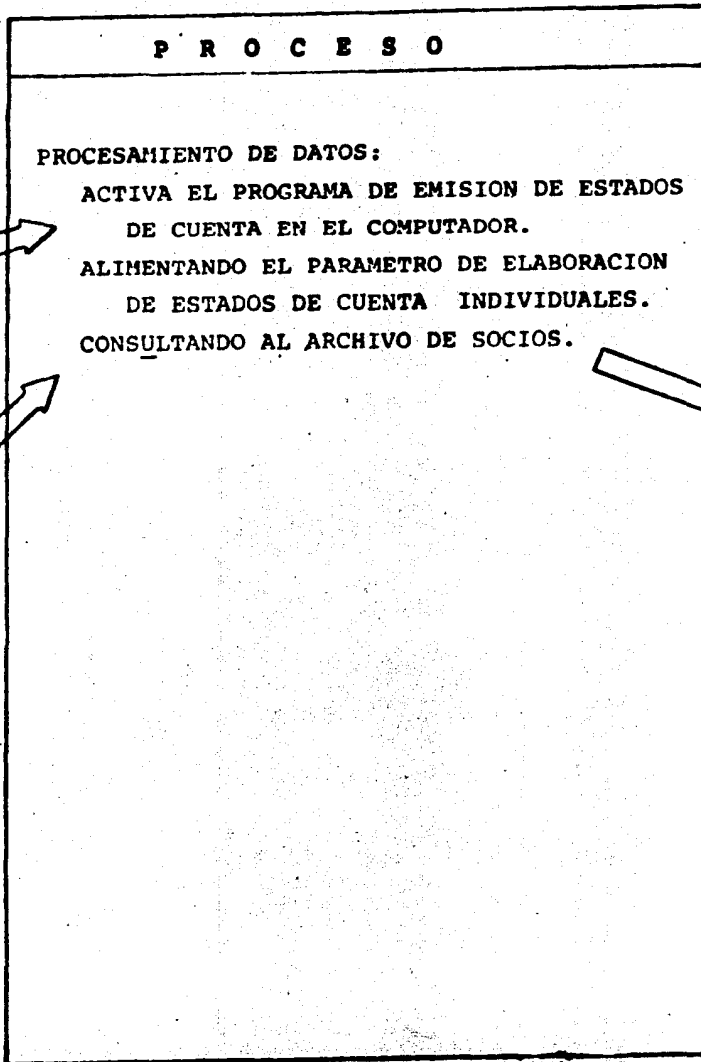 P R O C E S O
PROCESAMIENTO DE DATOS:
ACTIVA EL PROGRAMA DE EMISION DE ESTADOS
DE CUENTA EN EL COMPUTADOR.
ALIMENTANDO EL PARAMETRO DE ELABORACION
DE ESTADOS DE CUENTA INDIVIDUALES.
CONSULTANDO AL ARCHIVO DE SOCIOS.